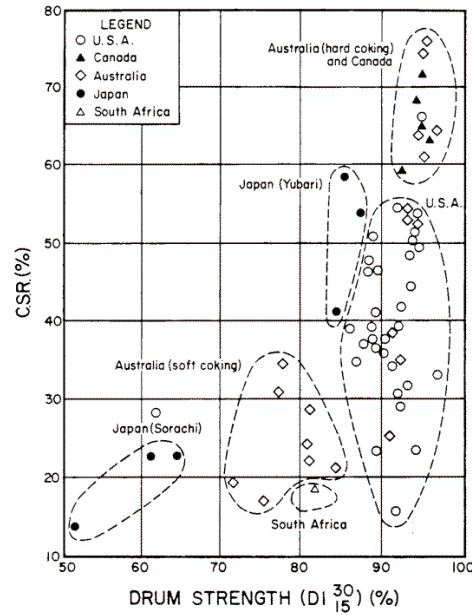 LEGEND
U.S.A.
Canada
Australia
Japan
South Africa
Australia (hard coking)
and Canada
Japan (Yubari)
U.S.A.
Australia (soft coking)
Japan (Sorachi)
South Africa
80
70
60
50
40
30
20
10
C.S.R. (%)
50 60 70 80 90 100
DRUM STRENGTH (DI 30 15) (%)